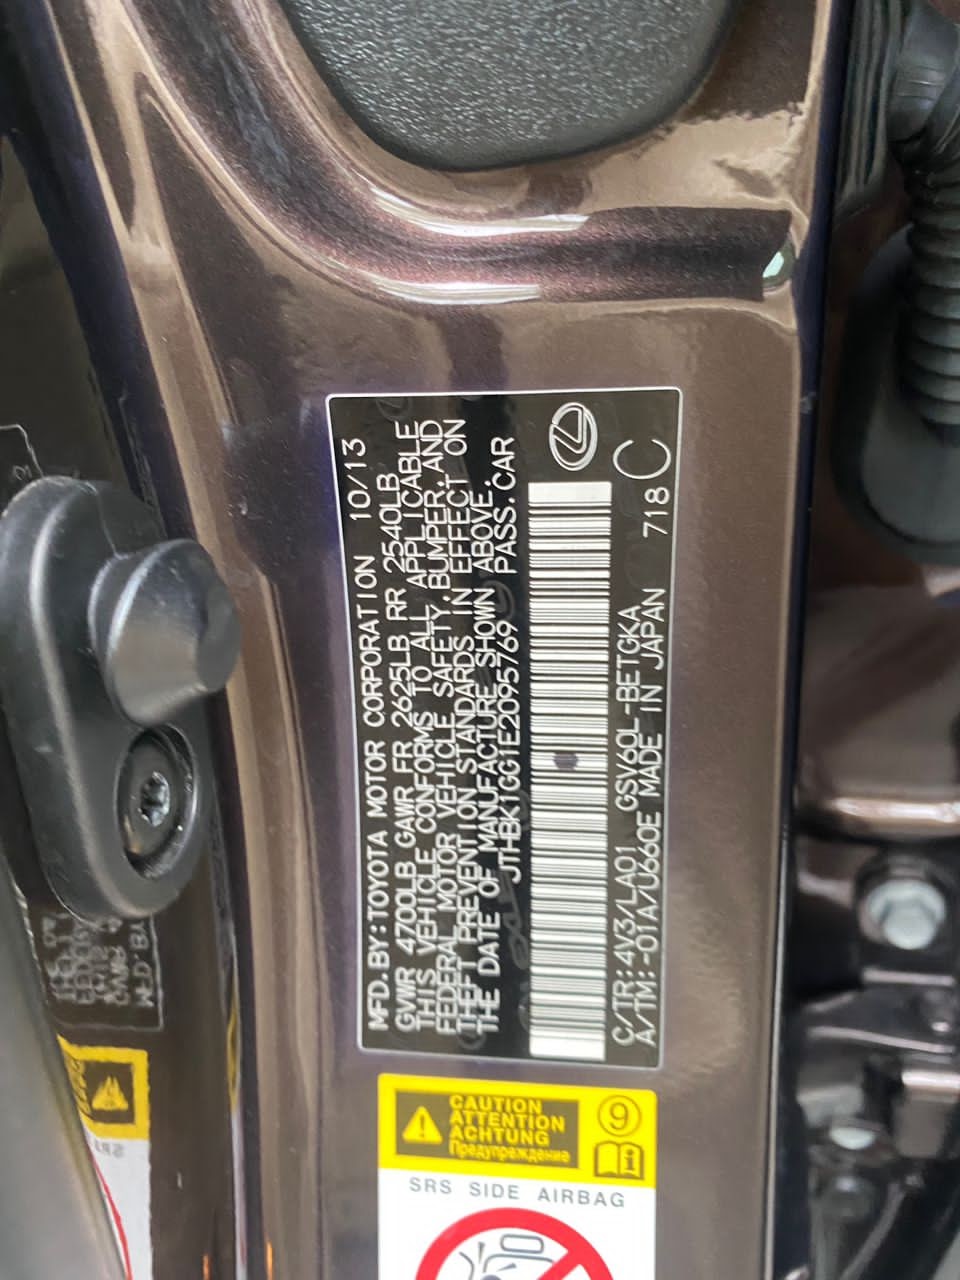 MFD.BY:TOYOTA MOTOR CORPORATION 10/13
GVWR 4700LB GAWR FR 2625LB RR 2540LB
THIS VEHICLE CONFORMS TO ALL APPLICABLE
FEDERAL MOTOR VEHICLE SAFETY,BUMPER,AND
THEFT PREVENTION STANDARDS IN EFFECT ON
THE DATE OF MANUFACTURE SHOWN ABOVE.
JTHBK1GG1E2095769 PASS.CAR
C/TR:4V3/LA01 GSV60L-BETGKA
A/TM:-01A/U660E MADE IN JAPAN 718 C
CAUTION
ATTENTION
ACHTUNG
Предупреждение
9
SRS SIDE AIRBAG